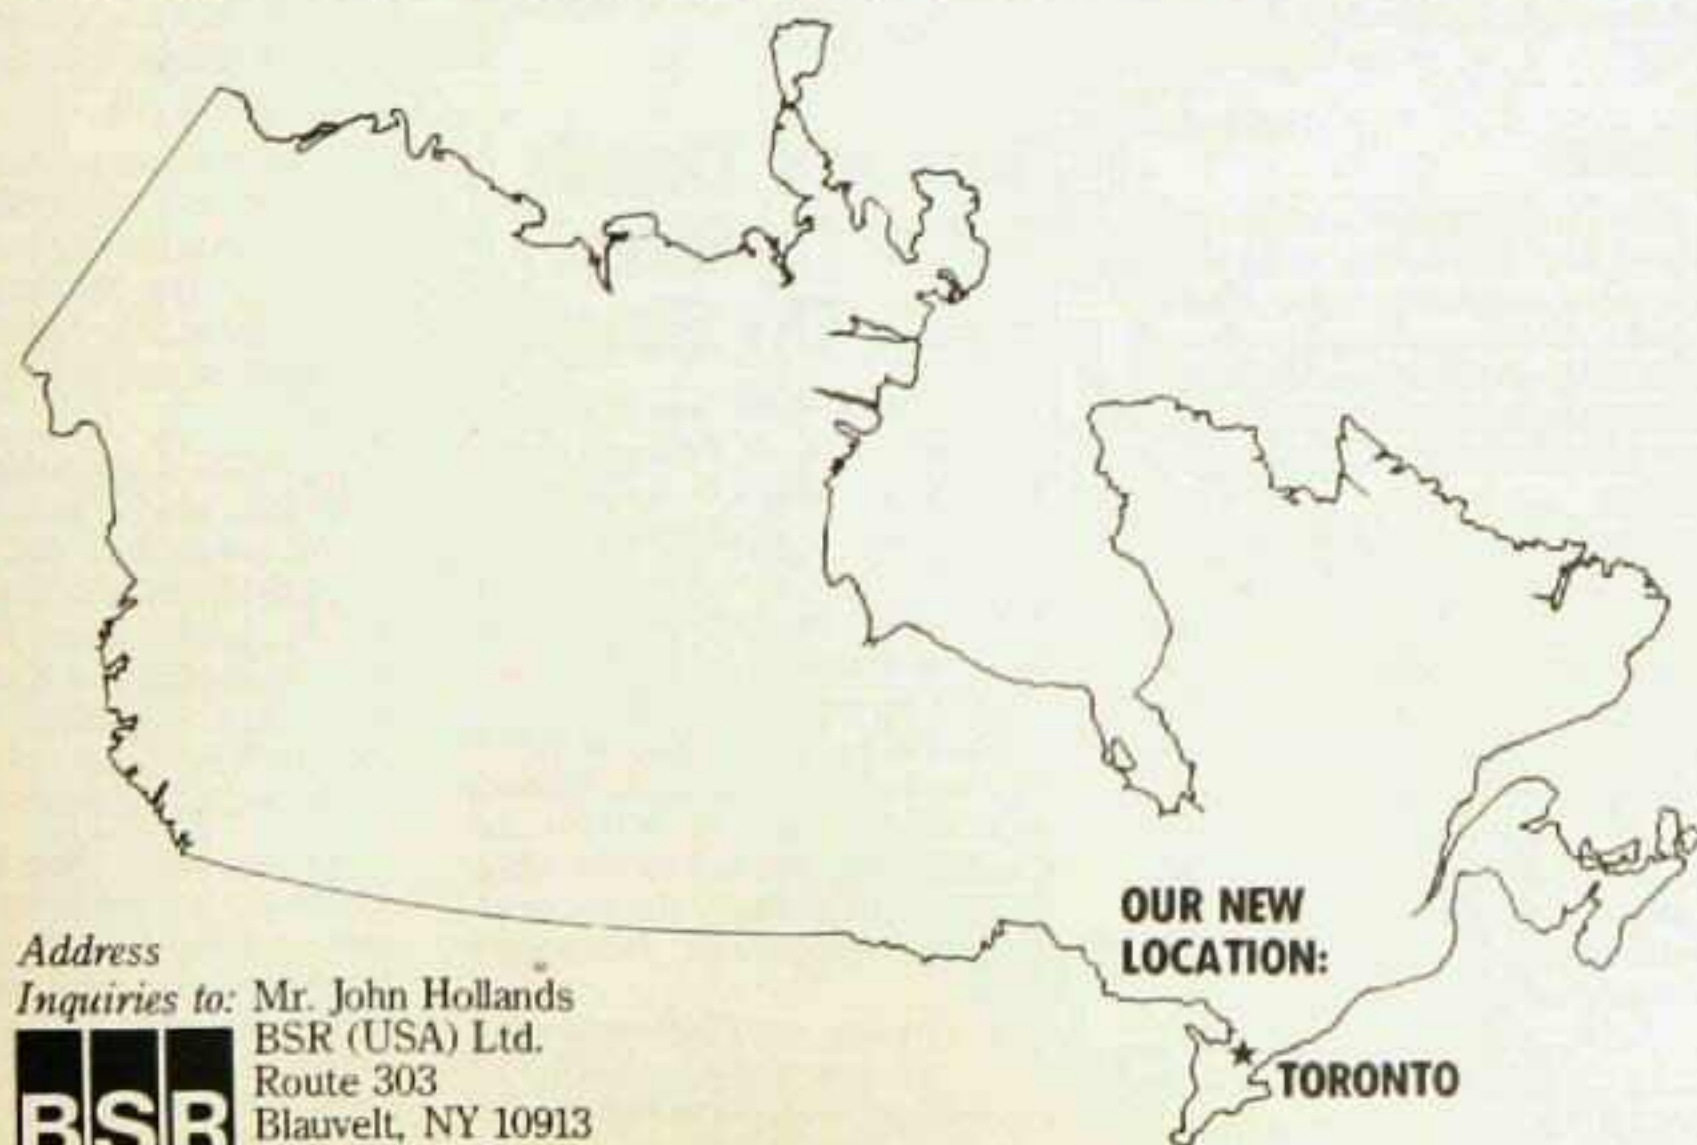 OUR NEW
LOCATION:
TORONTO
Address
Inquiries to: Mr. John Hollands
BSR (USA) Ltd.
Route 303
Blauvelt, NY 10913
BSR